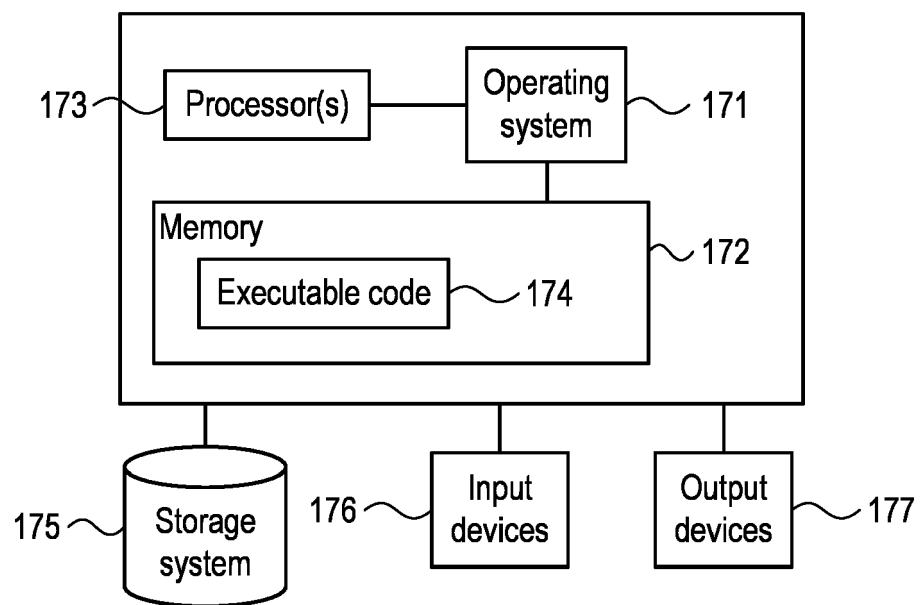 173
Processor(s)
Operating
system
171
Memory
172
Executable code
174
175
Storage
system
176
Input
devices
Output
devices
177